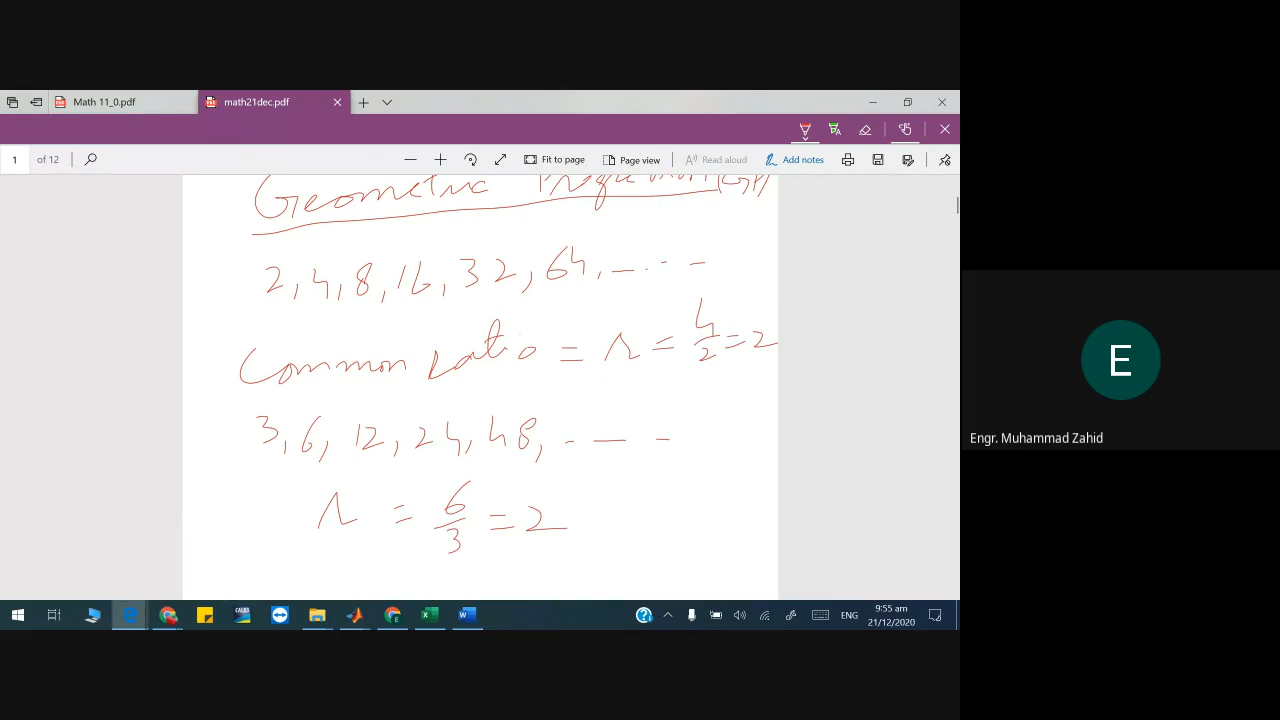 Math 11_0.pdf
math21dec.pdf
1 of 12
Fit to page
Page view
Read aloud
Add notes
Geometric Progression (GP)
2, 4, 8, 16, 32, 64, -----
Common ratio = r = 4/2 = 2
3, 6, 12, 24, 48, ----
r = 6/3 = 2
E
Engr. Muhammad Zahid
CALDA
ENG
9:55 am
21/12/2020